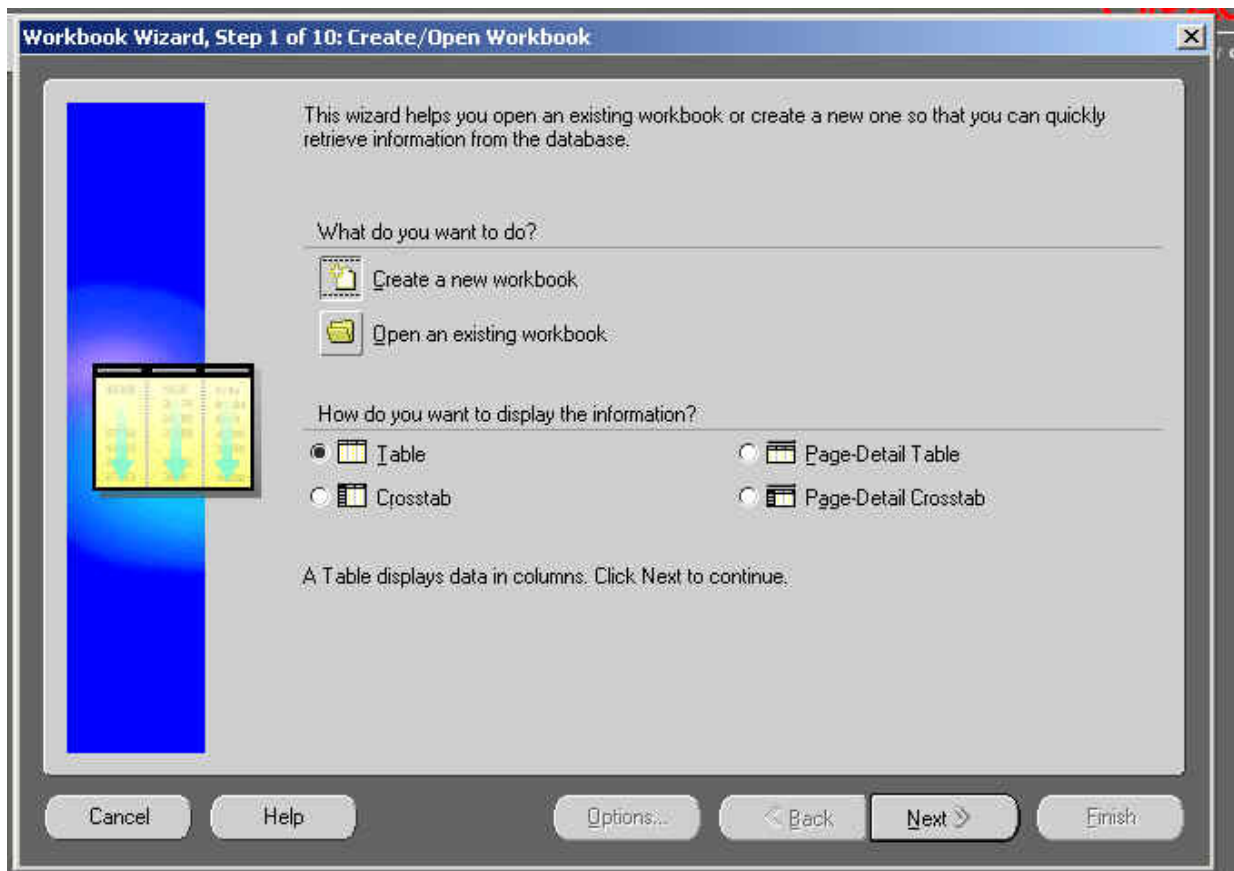 Workbook Wizard, Step 1 of 10: Create/Open Workbook
This wizard helps you open an existing workbook or create a new one so that you can quickly
retrieve information from the database.
What do you want to do?
Create a new workbook
Open an existing workbook
How do you want to display the information?
Table
Page-Detail Table
Crosstab
Page-Detail Crosstab
A Table displays data in columns. Click Next to continue.
Cancel
Help
Options...
Back
Next
Finish